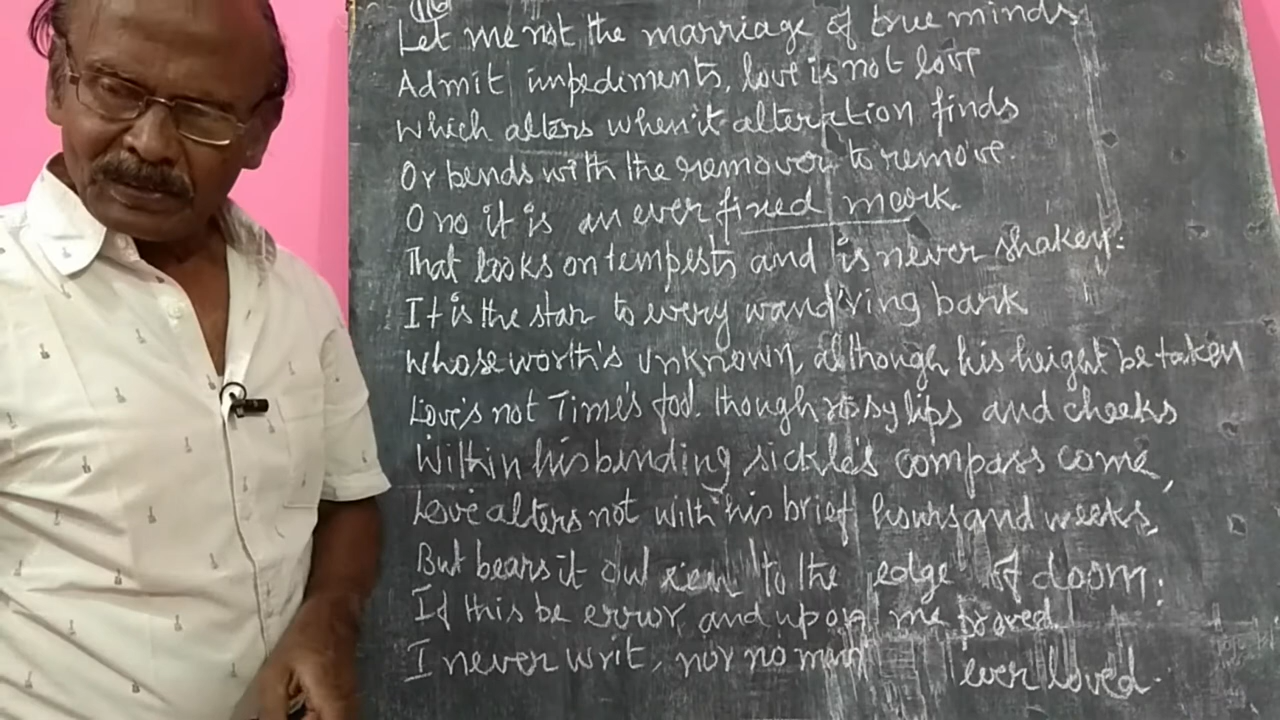 116
Let me not the marriage of true minds
Admit impediments, love is not love
which alters when it alteration finds
Or bends with the remover to remove.
O no it is an ever fixed mark.
That looks on tempests and is never shaken:
It is the star to every wand'ring bark
whose worth's unknown, although his height be taken
Love's not Time's fool. though rosy lips and cheeks
Within his bending sickle's compass come,
Love alters not with his brief hours and weeks,
But bears it out to the edge of doom.
If this be error, and upon me proved.
I never writ, nor no man ever loved.